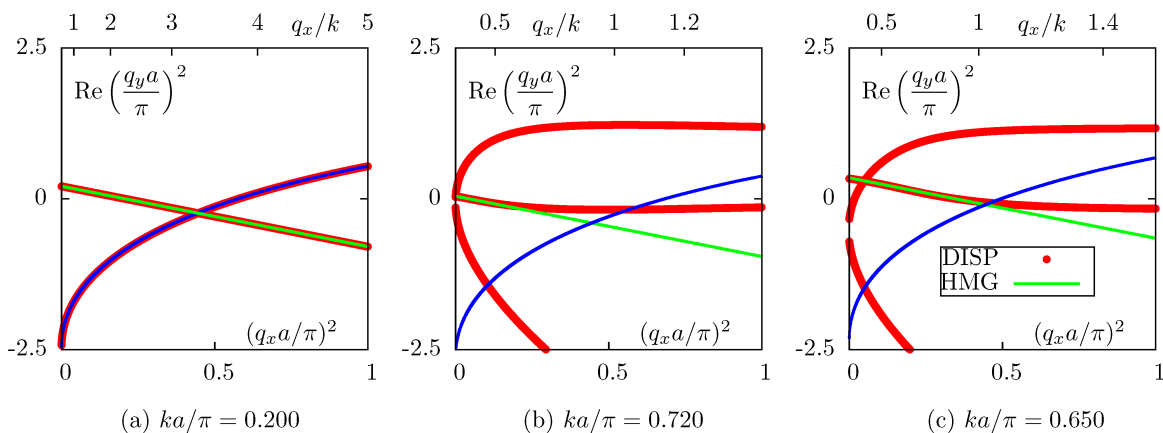 1 2 3 4 5 q_x/k
2.5
Re (q_y a / π)^2
0
-2.5
(q_x a/π)^2
0 0.5 1
(a) ka/π = 0.200
0.5 q_x/k 1 1.2
2.5
Re (q_y a / π)^2
0
-2.5
(q_x a/π)^2
0 0.5 1
(b) ka/π = 0.720
0.5 1 q_x/k 1.4
2.5
Re (q_y a / π)^2
0
DISP
HMG
-2.5
(q_x a/π)^2
0 0.5 1
(c) ka/π = 0.650